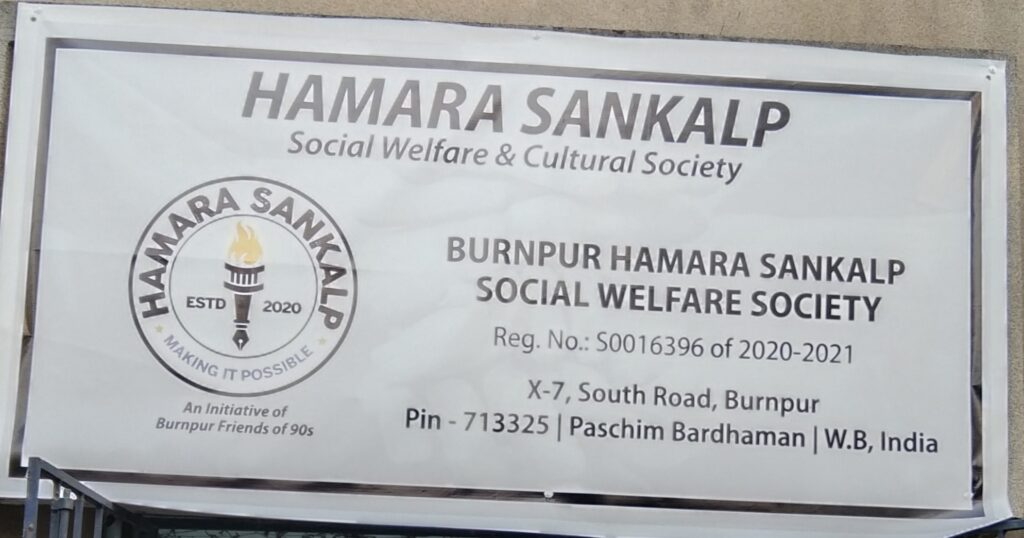 HAMARA SANKALP
Social Welfare & Cultural Society
HAMARA SANKALP
ESTD 2020
MAKING IT POSSIBLE
An Initiative of
Burnpur Friends of 90s
BURNPUR HAMARA SANKALP
SOCIAL WELFARE SOCIETY
Reg. No.: S0016396 of 2020-2021
X-7, South Road, Burnpur
Pin - 713325 | Paschim Bardhaman | W.B, India